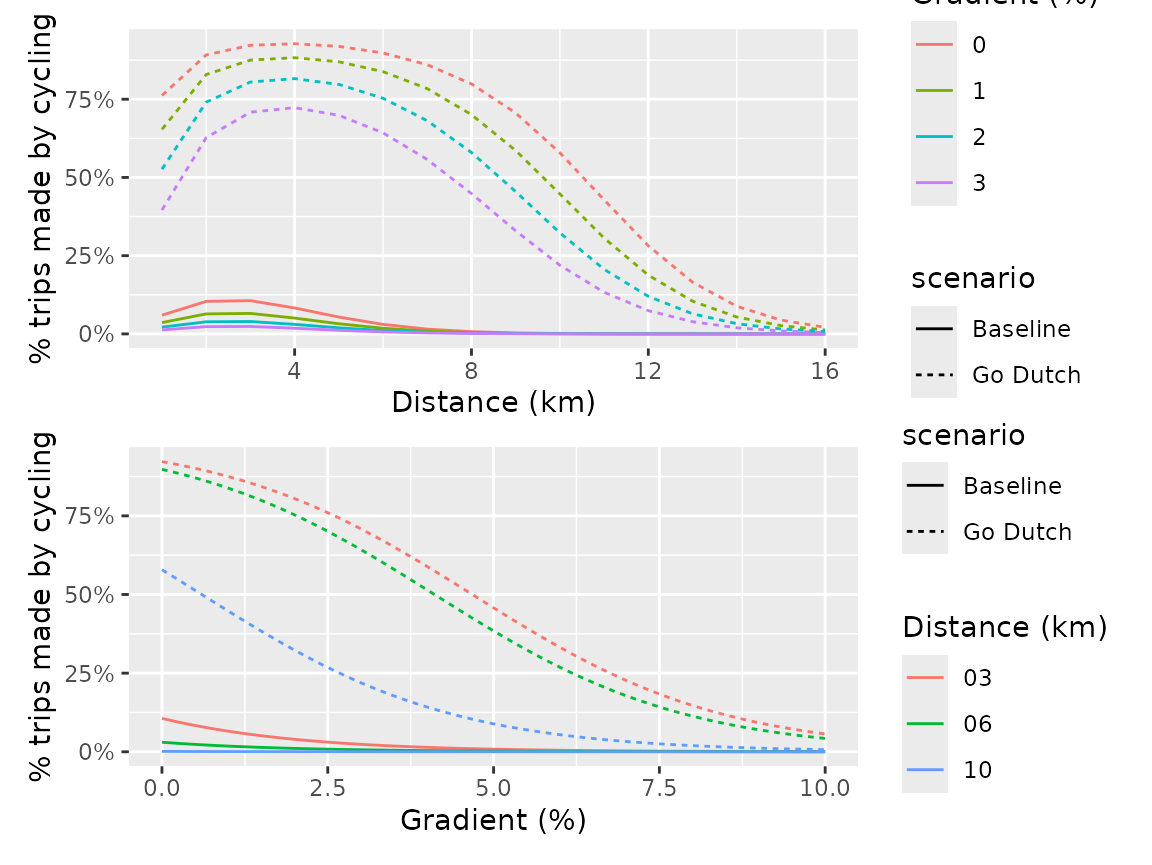 % trips made by cycling
75%
50%
25%
0%
4 8 12 16
Distance (km)
Gradient (%)
0
1
2
3
scenario
Baseline
Go Dutch
% trips made by cycling
75%
50%
25%
0%
0.0 2.5 5.0 7.5 10.0
Gradient (%)
scenario
Baseline
Go Dutch
Distance (km)
03
06
10